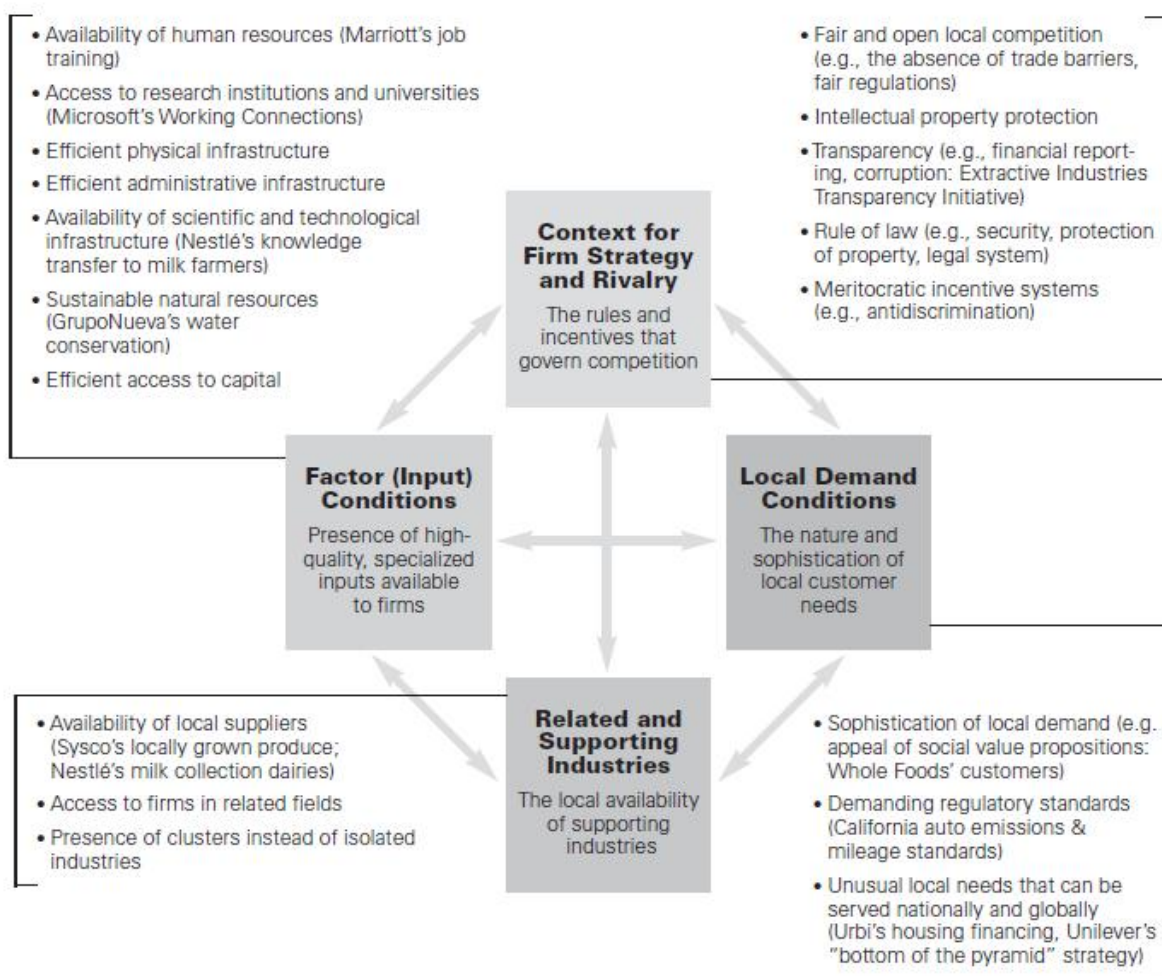 • Availability of human resources (Marriott's job
training)
• Access to research institutions and universities
(Microsoft's Working Connections)
• Efficient physical infrastructure
• Efficient administrative infrastructure
• Availability of scientific and technological
infrastructure (Nestlé's knowledge
transfer to milk farmers)
• Sustainable natural resources
(GrupoNueva's water
conservation)
• Efficient access to capital
• Fair and open local competition
(e.g., the absence of trade barriers,
fair regulations)
• Intellectual property protection
• Transparency (e.g., financial report-
ing, corruption: Extractive Industries
Transparency Initiative)
• Rule of law (e.g., security, protection
of property, legal system)
• Meritocratic incentive systems
(e.g., antidiscrimination)
Context for
Firm Strategy
and Rivalry
The rules and
incentives that
govern competition
Factor (Input)
Conditions
Presence of high-
quality, specialized
inputs available
to firms
Local Demand
Conditions
The nature and
sophistication of
local customer
needs
Related and
Supporting
Industries
The local availability
of supporting
industries
• Availability of local suppliers
(Sysco's locally grown produce;
Nestlé's milk collection dairies)
• Access to firms in related fields
• Presence of clusters instead of isolated
industries
• Sophistication of local demand (e.g.
appeal of social value propositions:
Whole Foods' customers)
• Demanding regulatory standards
(California auto emissions &
mileage standards)
• Unusual local needs that can be
served nationally and globally
(Urbi's housing financing, Unilever's
"bottom of the pyramid" strategy)